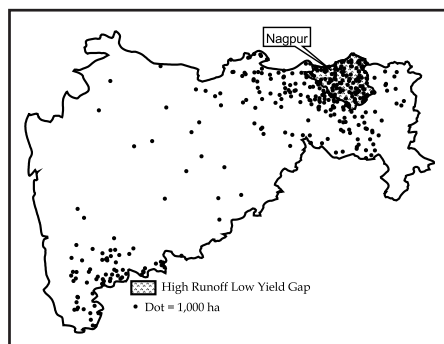 Nagpur
High Runoff Low Yield Gap
Dot = 1,000 ha